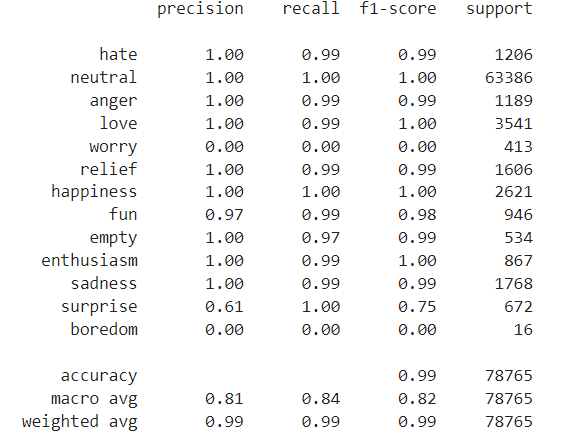 precision recall f1-score support
hate 1.00 0.99 0.99 1206
neutral 1.00 1.00 1.00 63386
anger 1.00 0.99 0.99 1189
love 1.00 0.99 1.00 3541
worry 0.00 0.00 0.00 413
relief 1.00 0.99 0.99 1606
happiness 1.00 1.00 1.00 2621
fun 0.97 0.99 0.98 946
empty 1.00 0.97 0.99 534
enthusiasm 1.00 0.99 1.00 867
sadness 1.00 0.99 0.99 1768
surprise 0.61 1.00 0.75 672
boredom 0.00 0.00 0.00 16
accuracy 0.99 78765
macro avg 0.81 0.84 0.82 78765
weighted avg 0.99 0.99 0.99 78765